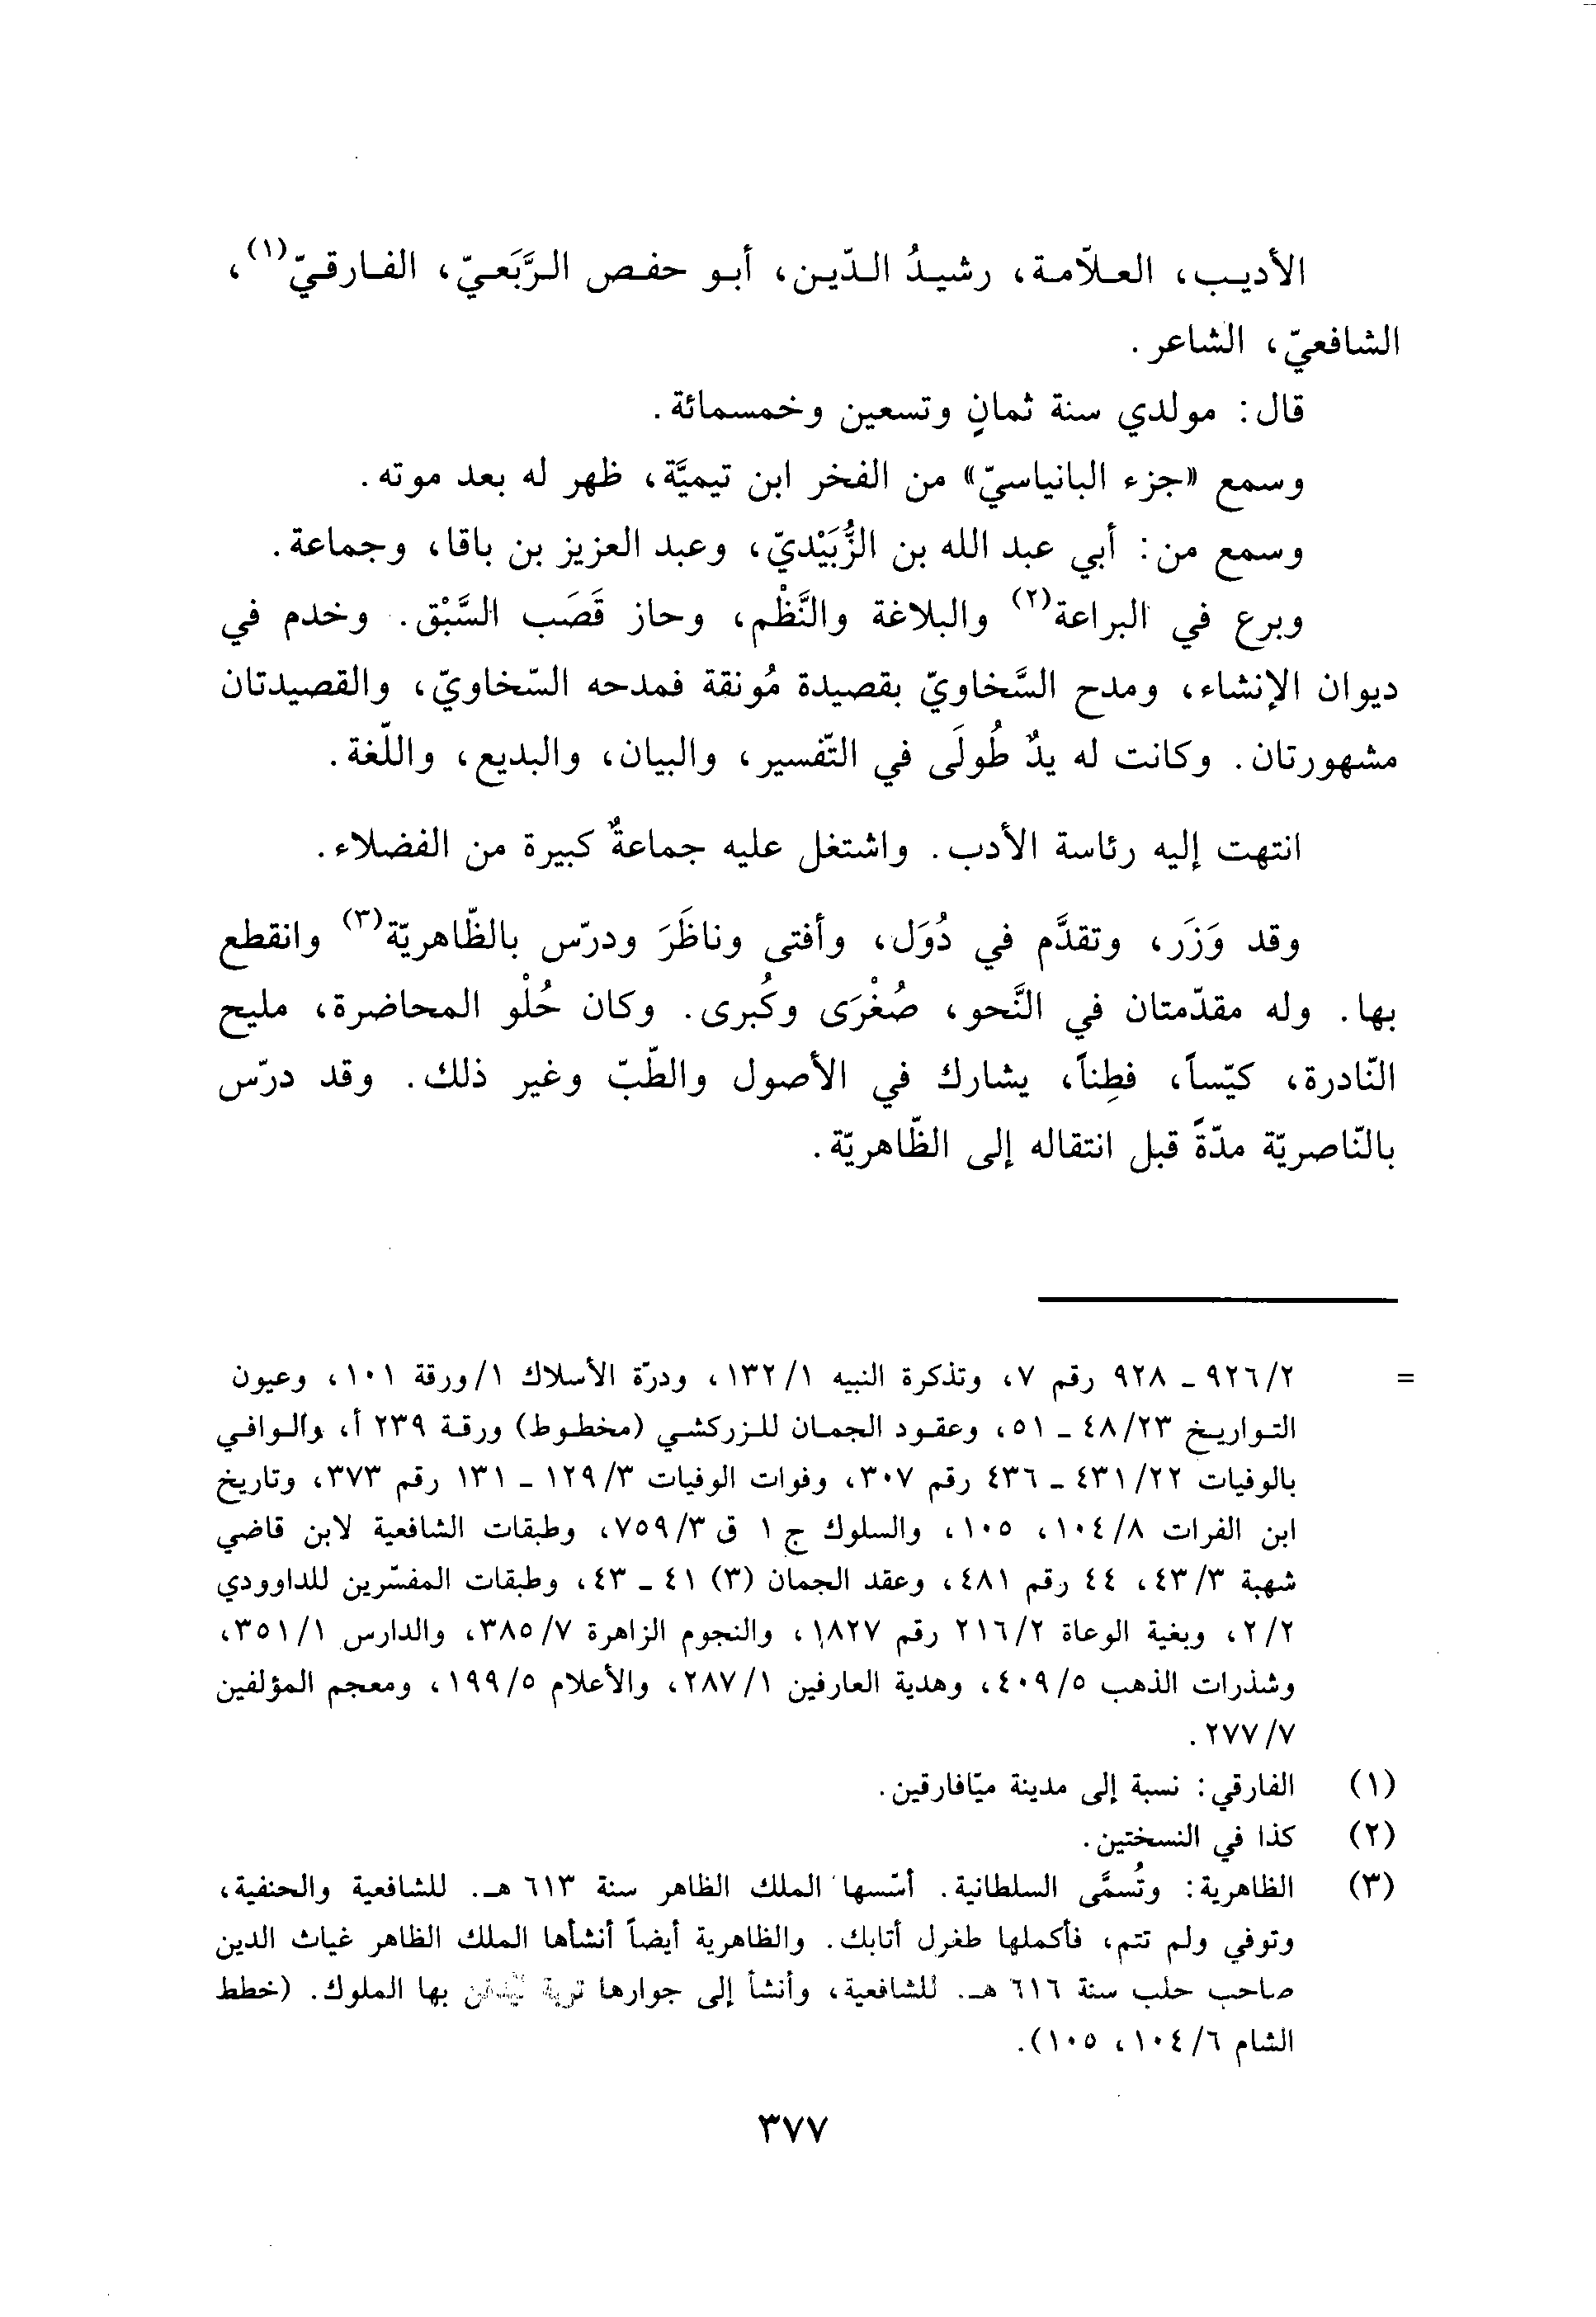 الأديب، العلّامة، رشيدُ الدّين، أبو حفص الرَّبَعيّ، الفارقيّ(١)،
الشافعيّ، الشاعر.
قال: مولدي سنة ثمانٍ وتسعين وخمسمائة.
وسمع «جزء البانياسيّ» من الفخر ابن تيميَّة، ظهر له بعد موته.
وسمع من: أبي عبد الله بن الزُّبَيْديّ، وعبد العزيز بن باقا، وجماعة.
وبرع في البراعة(٢) والبلاغة والنَّظْم، وحاز قَصَب السَّبْق. وخدم في
ديوان الإنشاء، ومدح السَّخاويّ بقصيدة مُونقة فمدحه السّخاويّ، والقصيدتان
مشهورتان. وكانت له يدٌ طُولَى في التّفسير، والبيان، والبديع، واللّغة.
انتهت إليه رئاسة الأدب. واشتغل عليه جماعةٌ كبيرة من الفضلاء.
وقد وَزَر، وتقدَّم في دُوَل، وأفتى وناظَرَ ودرّس بالظّاهريّة(٣) وانقطع
بها. وله مقدّمتان في النَّحو، صُغْرَى وكُبرى. وكان حُلْو المحاضرة، مليح
النّادرة، كيّساً، فطِناً، يشارك في الأصول والطّبّ وغير ذلك. وقد درّس
بالنّاصريّة مدّةً قبل انتقاله إلى الظّاهريّة.
= ٩٢٦/٢ ـ ٩٢٨ رقم ٧، وتذكرة النبيه ١٣٢/١، ودرّة الأسلاك ١/ورقة ١٠١، وعيون
التواريخ ٤٨/٢٣ ـ ٥١، وعقود الجمان للزركشي (مخطوط) ورقة ٢٣٩ أ، والوافي
بالوفيات ٤٣١/٢٢ ـ ٤٣٦ رقم ٣٠٧، وفوات الوفيات ١٢٩/٣ ـ ١٣١ رقم ٣٧٣، وتاريخ
ابن الفرات ١٠٤/٨، ١٠٥، والسلوك ج ١ ق ٧٥٩/٣، وطبقات الشافعية لابن قاضي
شهبة ٤٣/٣، ٤٤ رقم ٤٨١، وعقد الجمان (٣) ٤١ ـ ٤٣، وطبقات المفسّرين للداوودي
٢/٢، وبغية الوعاة ٢١٦/٢ رقم ١٨٢٧، والنجوم الزاهرة ٣٨٥/٧، والدارس ٣٥١/١،
وشذرات الذهب ٤٠٩/٥، وهدية العارفين ٢٨٧/١، والأعلام ١٩٩/٥، ومعجم المؤلفين
٢٧٧/٧.
(١) الفارقي: نسبة إلى مدينة ميّافارقين.
(٢) كذا في النسختين.
(٣) الظاهرية: وتُسمَّى السلطانية. أسّسها الملك الظاهر سنة ٦١٣ هـ. للشافعية والحنفية،
وتوفي ولم تتم، فأكملها طغرل أتابك. والظاهرية أيضاً أنشأها الملك الظاهر غياث الدين
صاحب حلب سنة ٦١٦ هـ. للشافعية، وأنشأ إلى جوارها تربة بها الملوك. (خطط
الشام ١٠٤/٦، ١٠٥).
٣٧٧